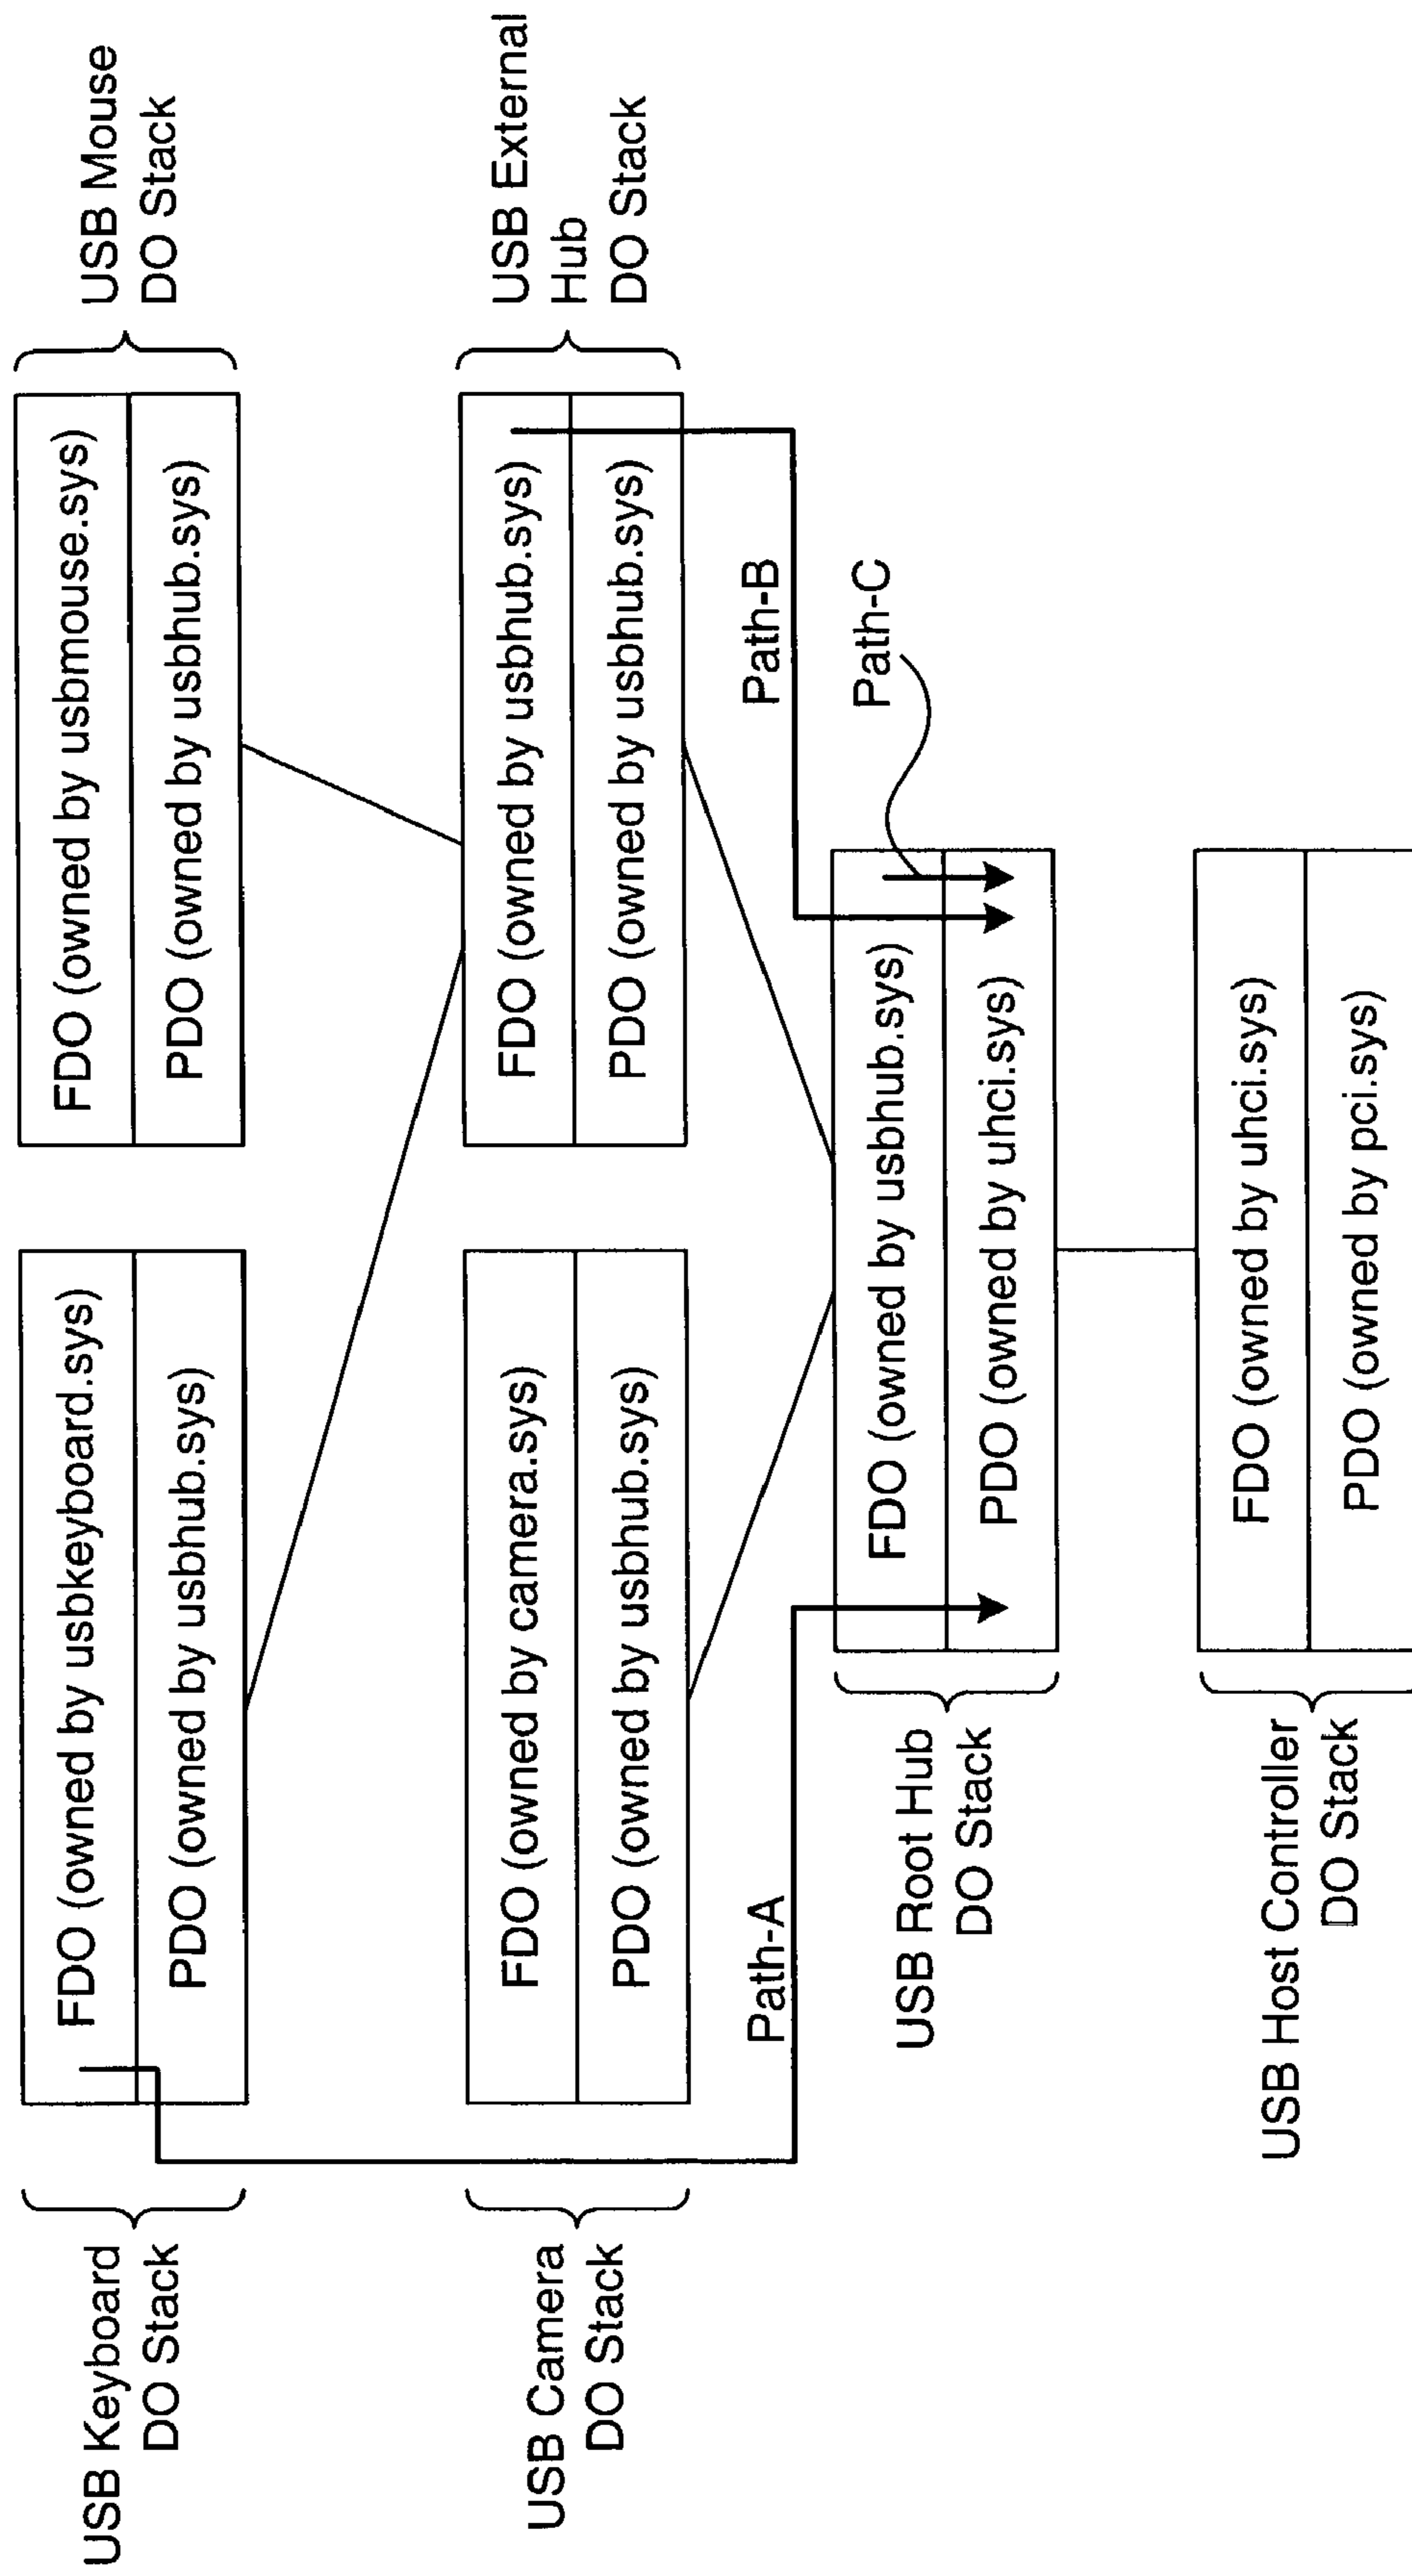 USB Keyboard
DO Stack
FDO (owned by usbkeyboard.sys)
PDO (owned by usbhub.sys)
FDO (owned by usbmouse.sys)
PDO (owned by usbhub.sys)
USB Mouse
DO Stack
USB Camera
DO Stack
FDO (owned by camera.sys)
PDO (owned by usbhub.sys)
FDO (owned by usbhub.sys)
PDO (owned by usbhub.sys)
USB External
Hub
DO Stack
Path-A
Path-B
Path-C
USB Root Hub
DO Stack
FDO (owned by usbhub.sys)
PDO (owned by uhci.sys)
USB Host Controller
DO Stack
FDO (owned by uhci.sys)
PDO (owned by pci.sys)